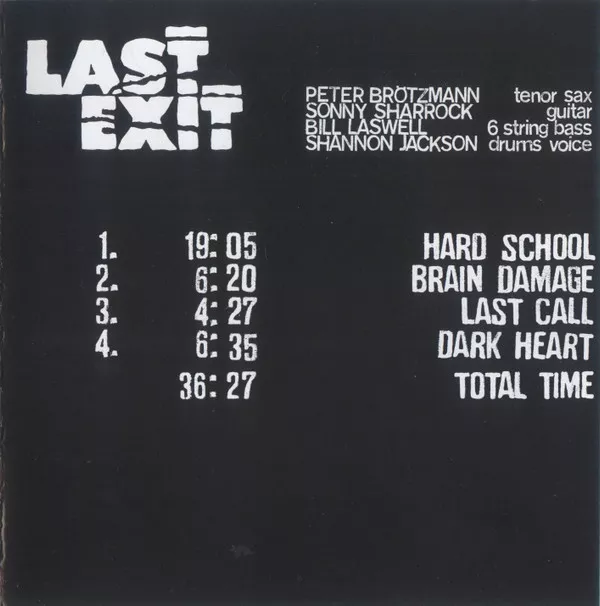 LAST
EXIT
PETER BRÖTZMANN tenor sax
SONNY SHARROCK guitar
BILL LASWELL 6 string bass
SHANNON JACKSON drums voice
1. 19:05 HARD SCHOOL
2. 6:20 BRAIN DAMAGE
3. 4:27 LAST CALL
4. 6:35 DARK HEART
36:27 TOTAL TIME